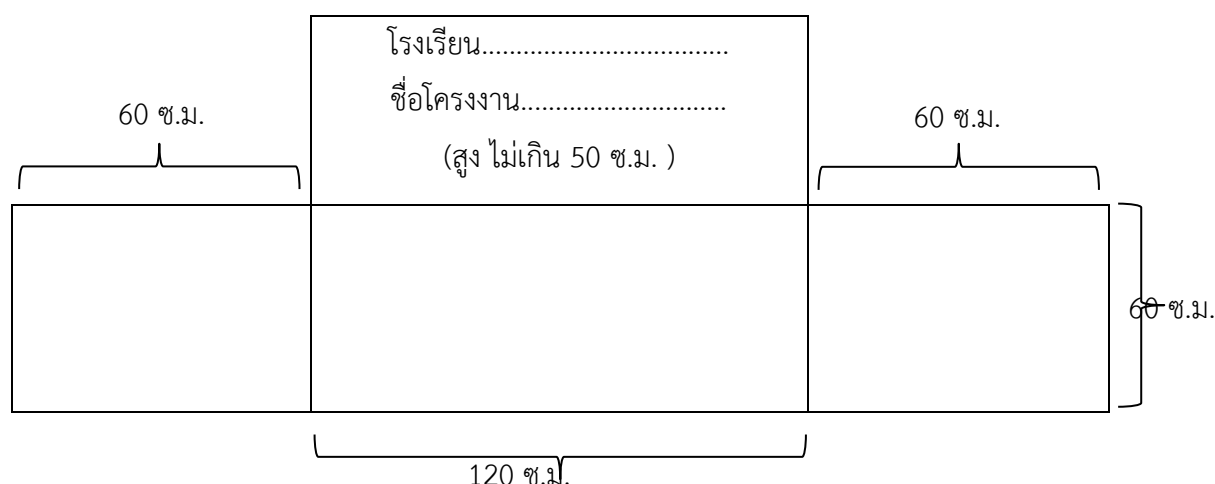 โรงเรียน...................................
ชื่อโครงงาน.............................
60 ซ.ม.
60 ซ.ม.
(สูง ไม่เกิน 50 ซ.ม. )
60 ซ.ม.
120 ซ.ม.